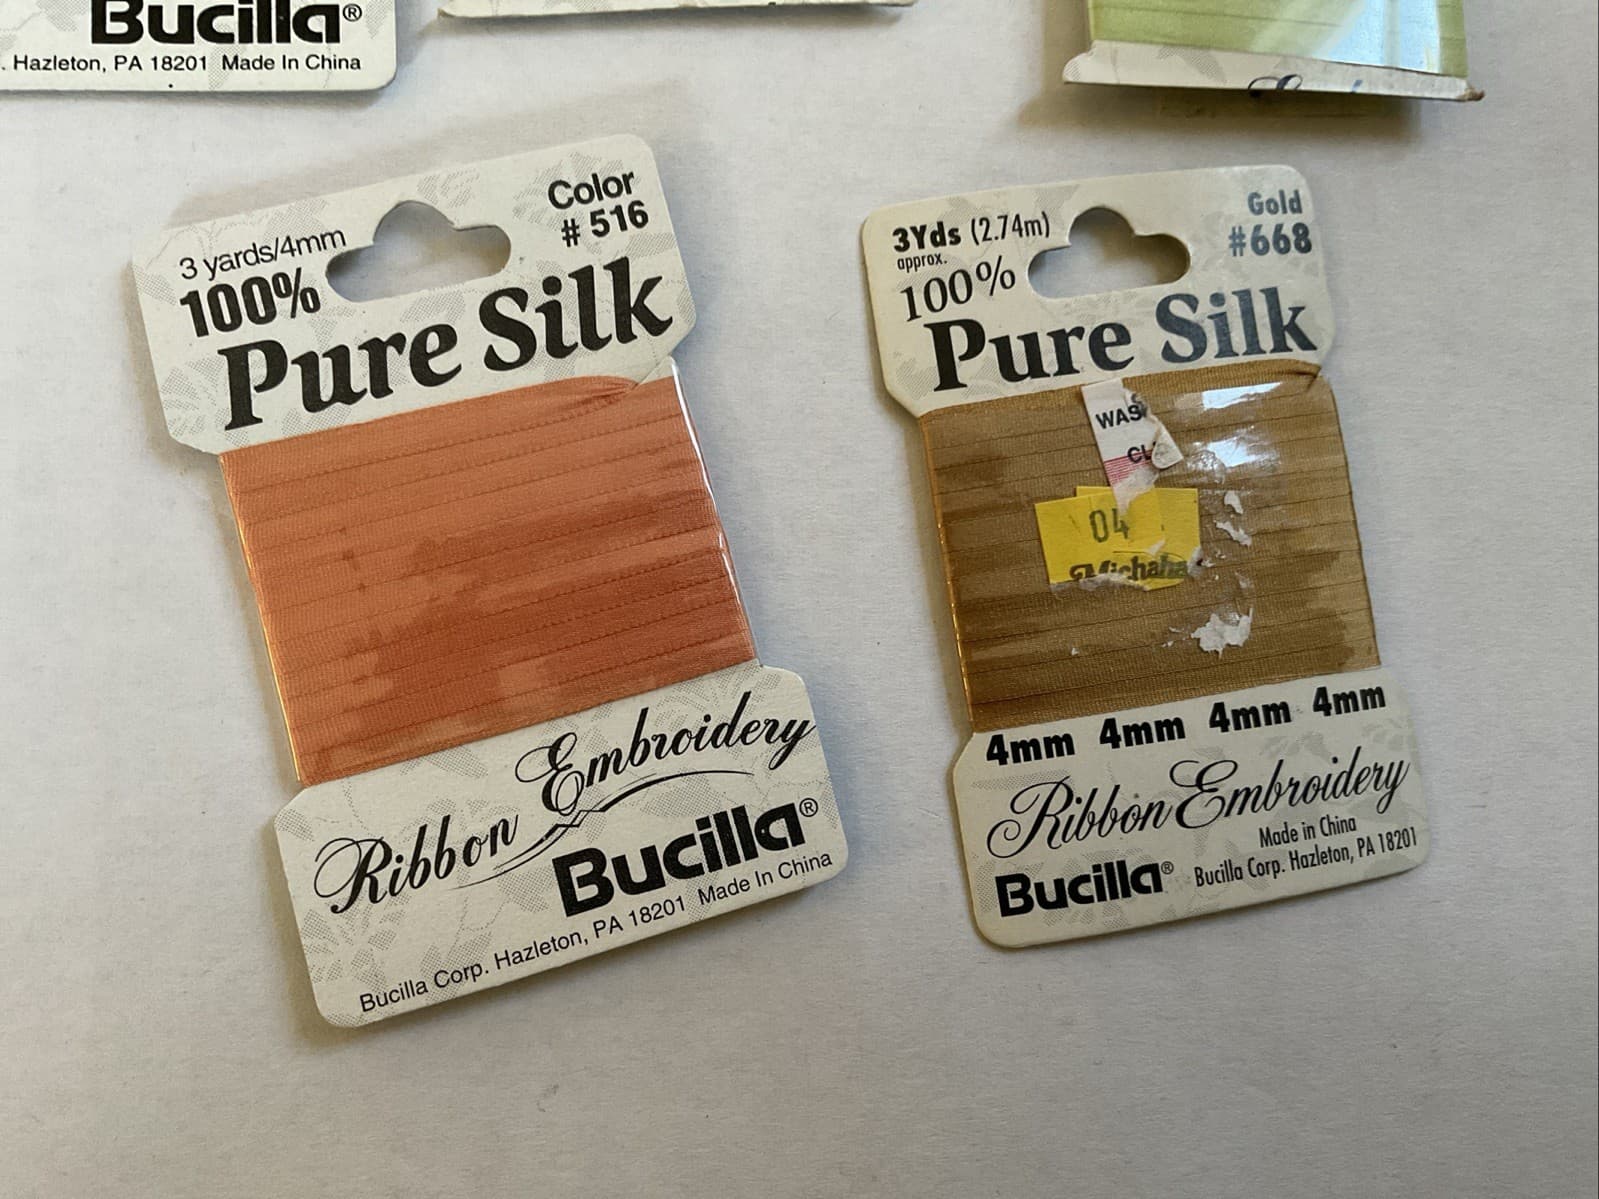 Bucilla®
. Hazleton, PA 18201 Made In China
Color
# 516
3 yards/4mm
100%
Pure Silk
Ribbon Embroidery
Bucilla®
Bucilla Corp. Hazleton, PA 18201 Made In China
3Yds (2.74m)
approx.
Gold
#668
100%
Pure Silk
WAS
CL
04
4mm 4mm 4mm 4mm
Ribbon Embroidery
Made in China
Bucilla® Bucilla Corp. Hazleton, PA 18201